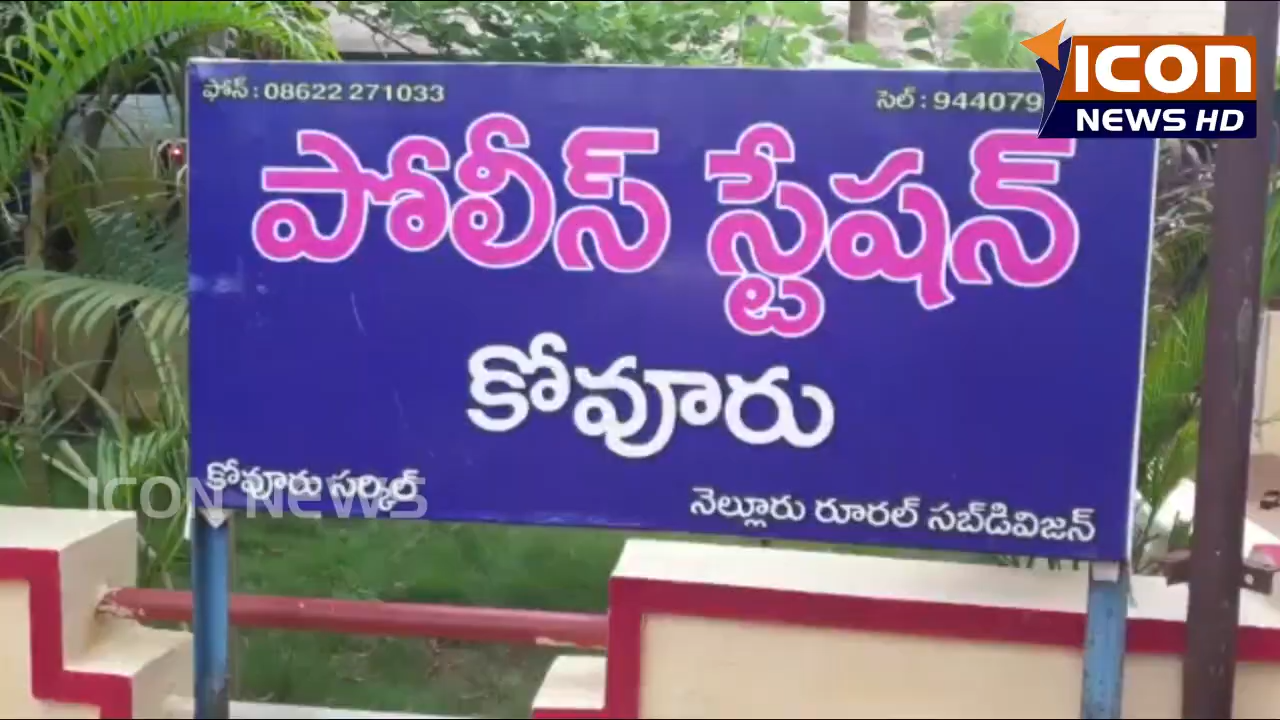 ఫోన్ : 08622 271033
సెల్ : 944079
ICON
NEWS HD
పోలీస్ స్టేషన్
కోవూరు
కోవూరు సర్కిల్
ICON NEWS
నెల్లూరు రూరల్ సబ్‌డివిజన్